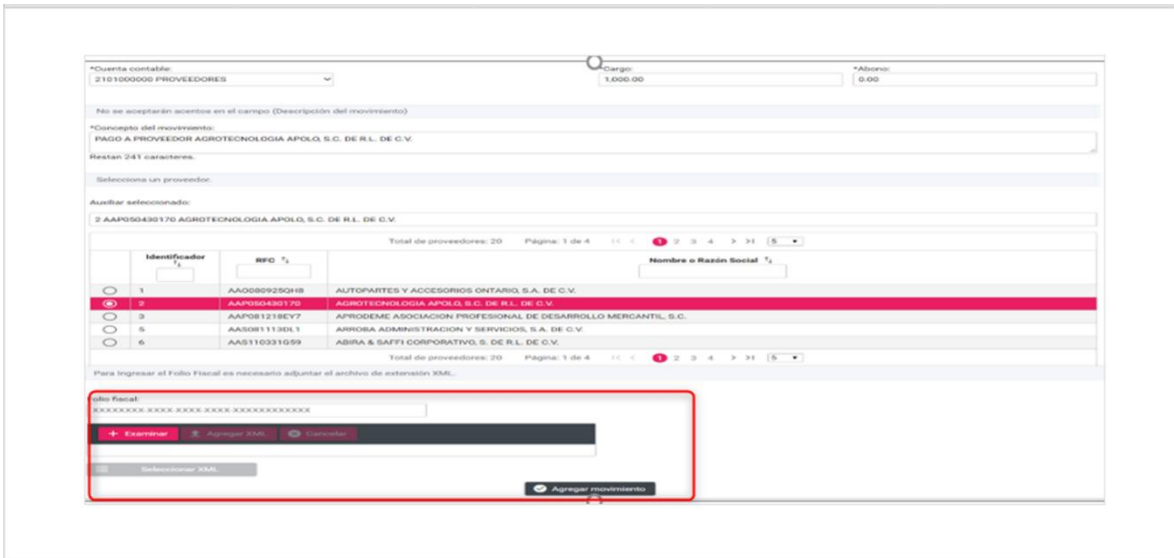 *Cuenta contable: *Cargo: *Abono:
2101000000 PROVEEDORES 1,000.00 0.00
No se aceptarán acentos en el campo (Descripción del movimiento)
*Concepto del movimiento:
PAGO A PROVEEDOR AGROTECNOLOGIA APOLO, S.C. DE R.L. DE C.V.
Restan 241 caracteres.
Selecciona un proveedor.
Auxiliar seleccionado:
2 AAP050430170 AGROTECNOLOGIA APOLO, S.C. DE R.L. DE C.V.
Total de proveedores: 20 Página: 1 de 4 1 2 3 4 5
Identificador RFC Nombre o Razón Social
1 AAO080925QH8 AUTOPARTES Y ACCESORIOS ONTARIO, S.A. DE C.V.
2 AAP050430170 AGROTECNOLOGIA APOLO, S.C. DE R.L. DE C.V.
3 AAP081218EY7 APRODEME ASOCIACION PROFESIONAL DE DESARROLLO MERCANTIL, S.C.
5 AAS081113DL1 ARROBA ADMINISTRACION Y SERVICIOS, S.A. DE C.V.
6 AAS110331G59 ABIRA & SAFFI CORPORATIVO, S. DE R.L. DE C.V.
Total de proveedores: 20 Página: 1 de 4 1 2 3 4 5
Para Ingresar el Folio Fiscal es necesario adjuntar el archivo de extensión XML.
olio fiscal:
XXXXXXXX-XXXX-XXXX-XXXX-XXXXXXXXXXXX
+ Examinar Agregar XML Cancelar
Seleccionar XML
Agregar movimiento